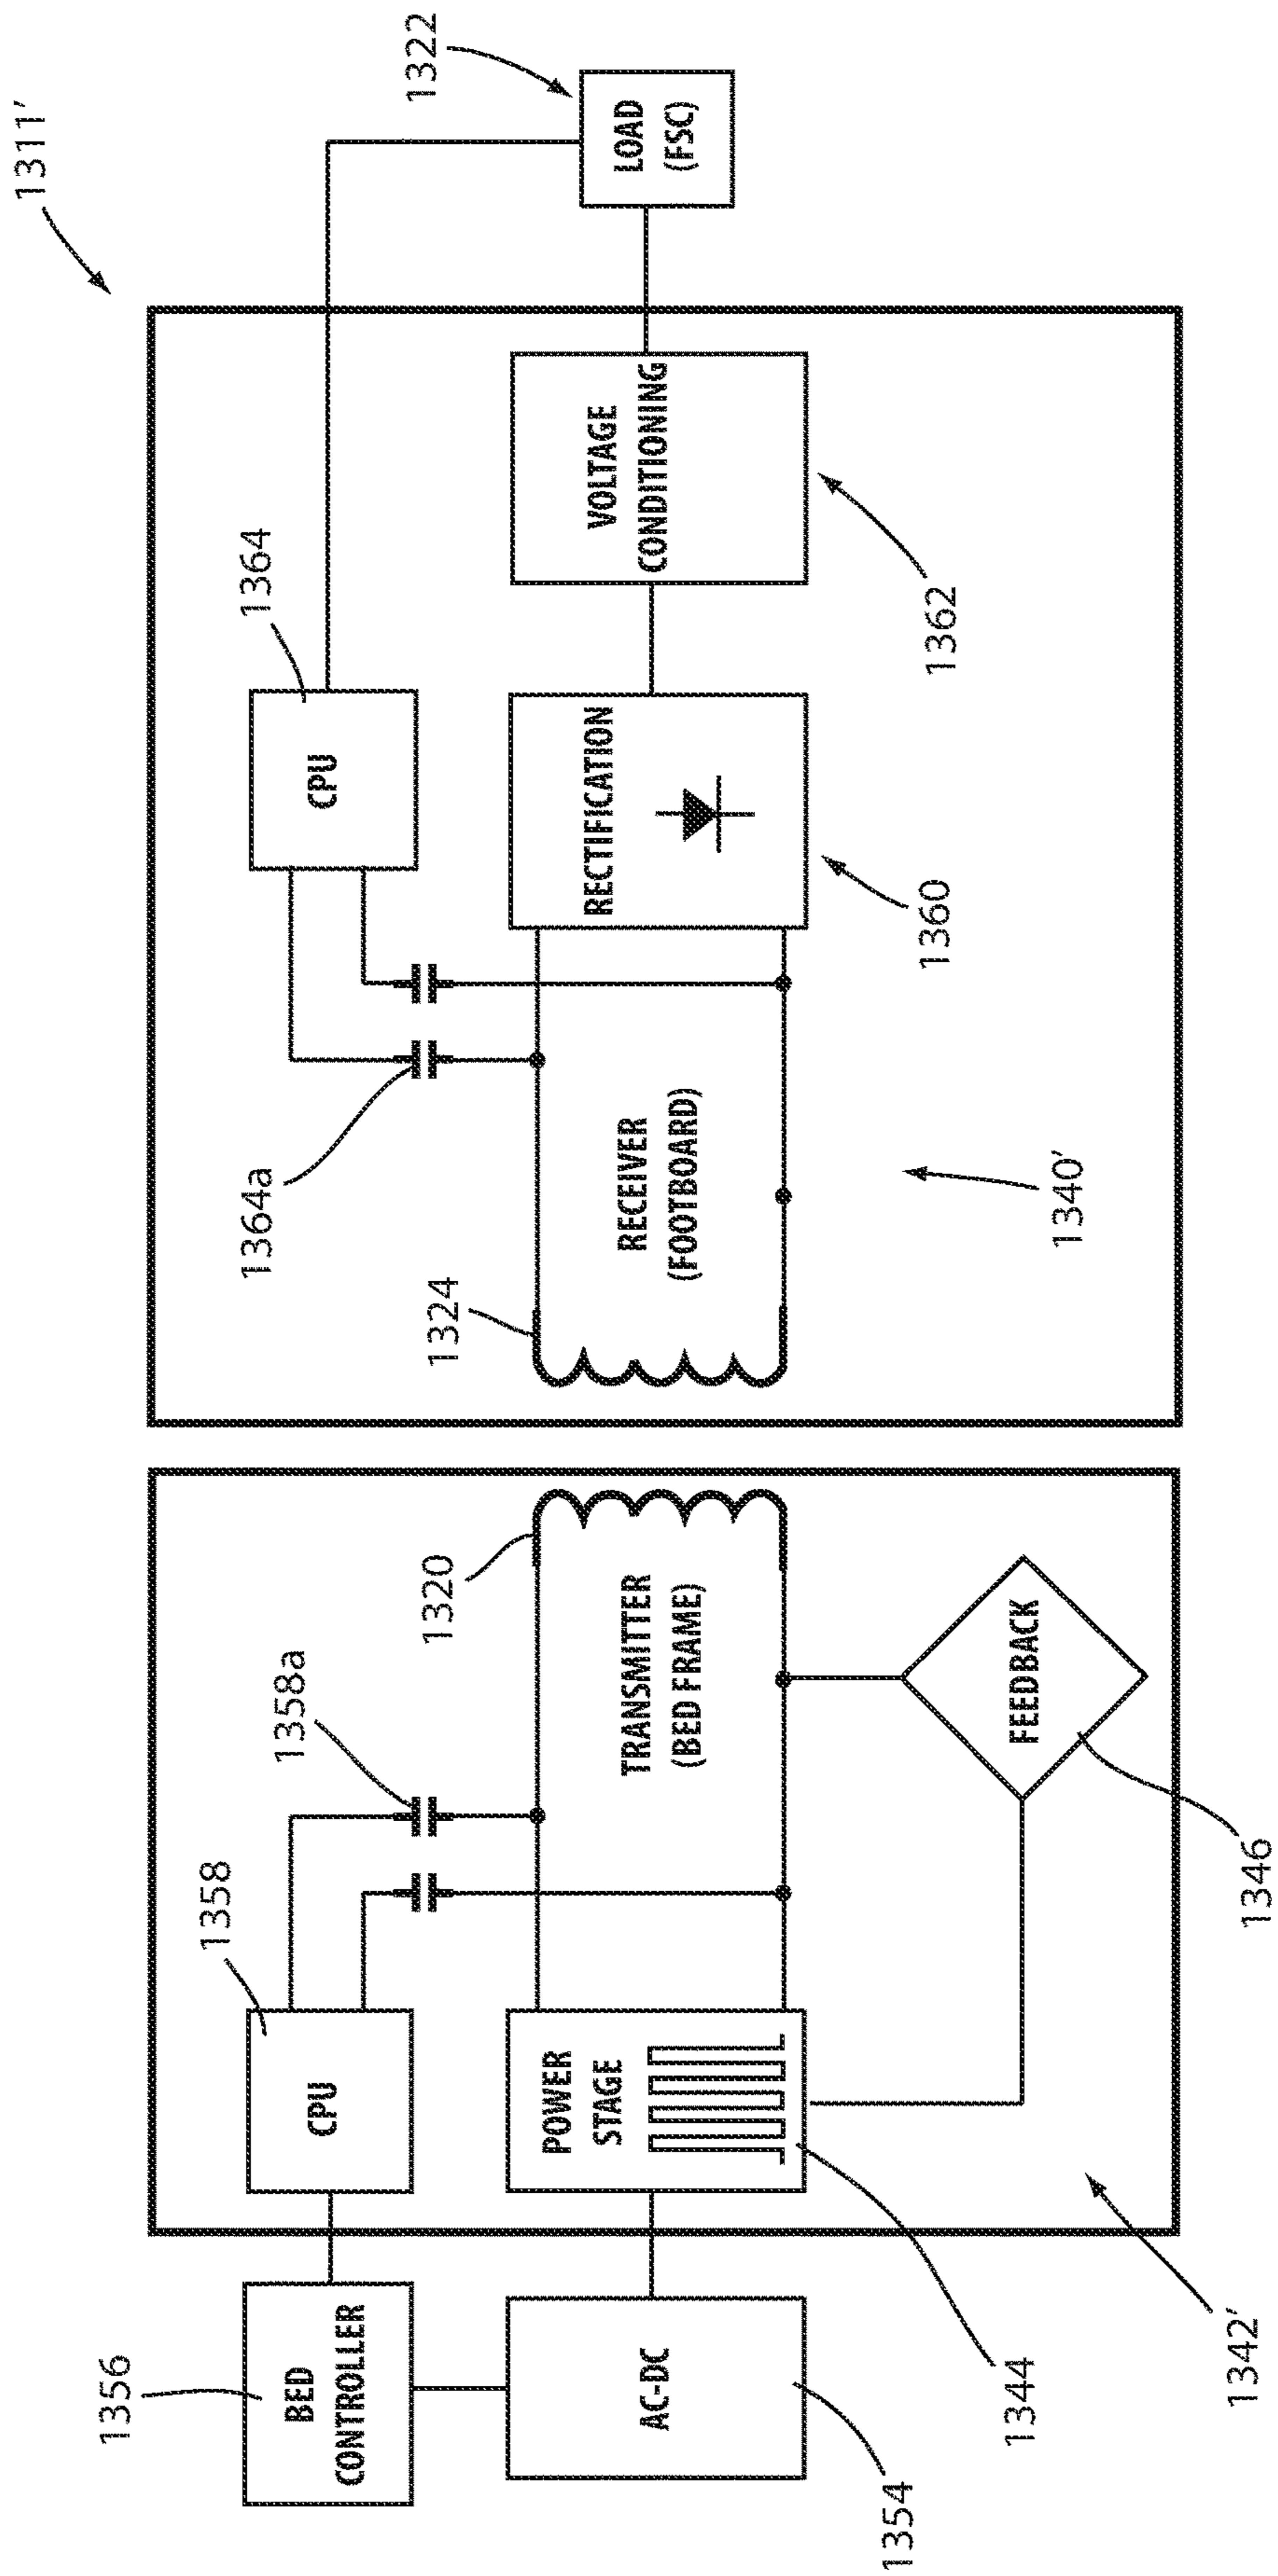 1311′
1322
LOAD
(FSC)
1364
CPU
VOLTAGE
CONDITIONING
1362
RECTIFICATION
1360
1364a
1324
RECEIVER
(FOOTBOARD)
1340′
1320
TRANSMITTER
(BED FRAME)
1358a
1358
CPU
POWER
STAGE
FEEDBACK
1346
1356
BED
CONTROLLER
AC-DC
1354
1344
1342′